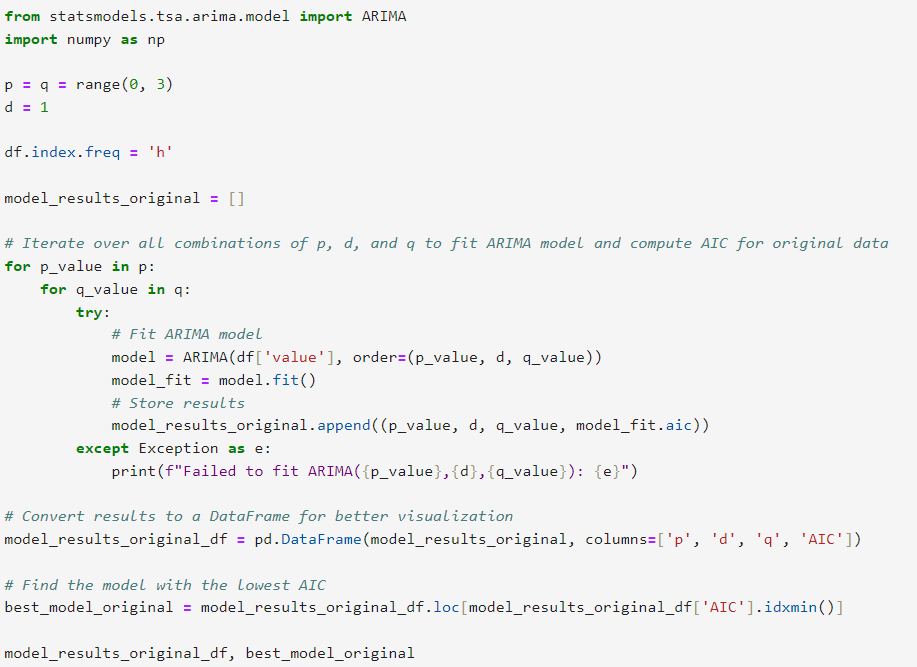 from statsmodels.tsa.arima.model import ARIMA
import numpy as np

p = q = range(0, 3)
d = 1

df.index.freq = 'h'

model_results_original = []

# Iterate over all combinations of p, d, and q to fit ARIMA model and compute AIC for original data
for p_value in p:
    for q_value in q:
        try:
            # Fit ARIMA model
            model = ARIMA(df['value'], order=(p_value, d, q_value))
            model_fit = model.fit()
            # Store results
            model_results_original.append((p_value, d, q_value, model_fit.aic))
        except Exception as e:
            print(f"Failed to fit ARIMA({p_value},{d},{q_value}): {e}")

# Convert results to a DataFrame for better visualization
model_results_original_df = pd.DataFrame(model_results_original, columns=['p', 'd', 'q', 'AIC'])

# Find the model with the lowest AIC
best_model_original = model_results_original_df.loc[model_results_original_df['AIC'].idxmin()]

model_results_original_df, best_model_original